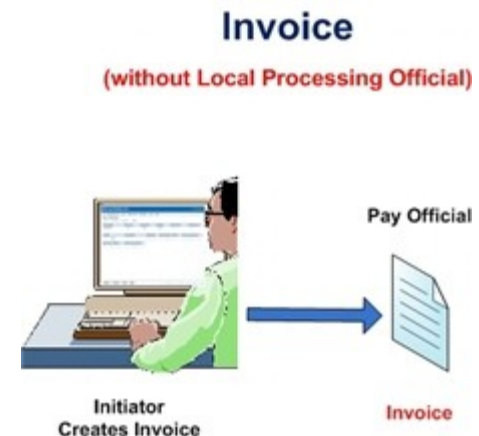 Invoice
(without Local Processing Official)
Pay Official
Initiator
Creates Invoice
Invoice